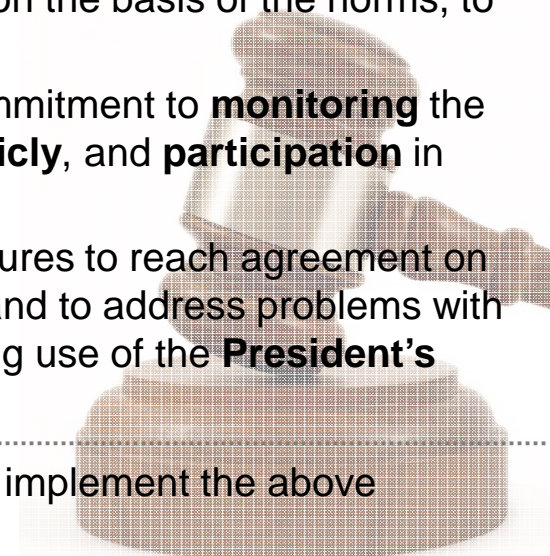 on the basis of the norms, to
mmitment to monitoring the
icly, and participation in
ures to reach agreement on
and to address problems with
g use of the President’s
implement the above